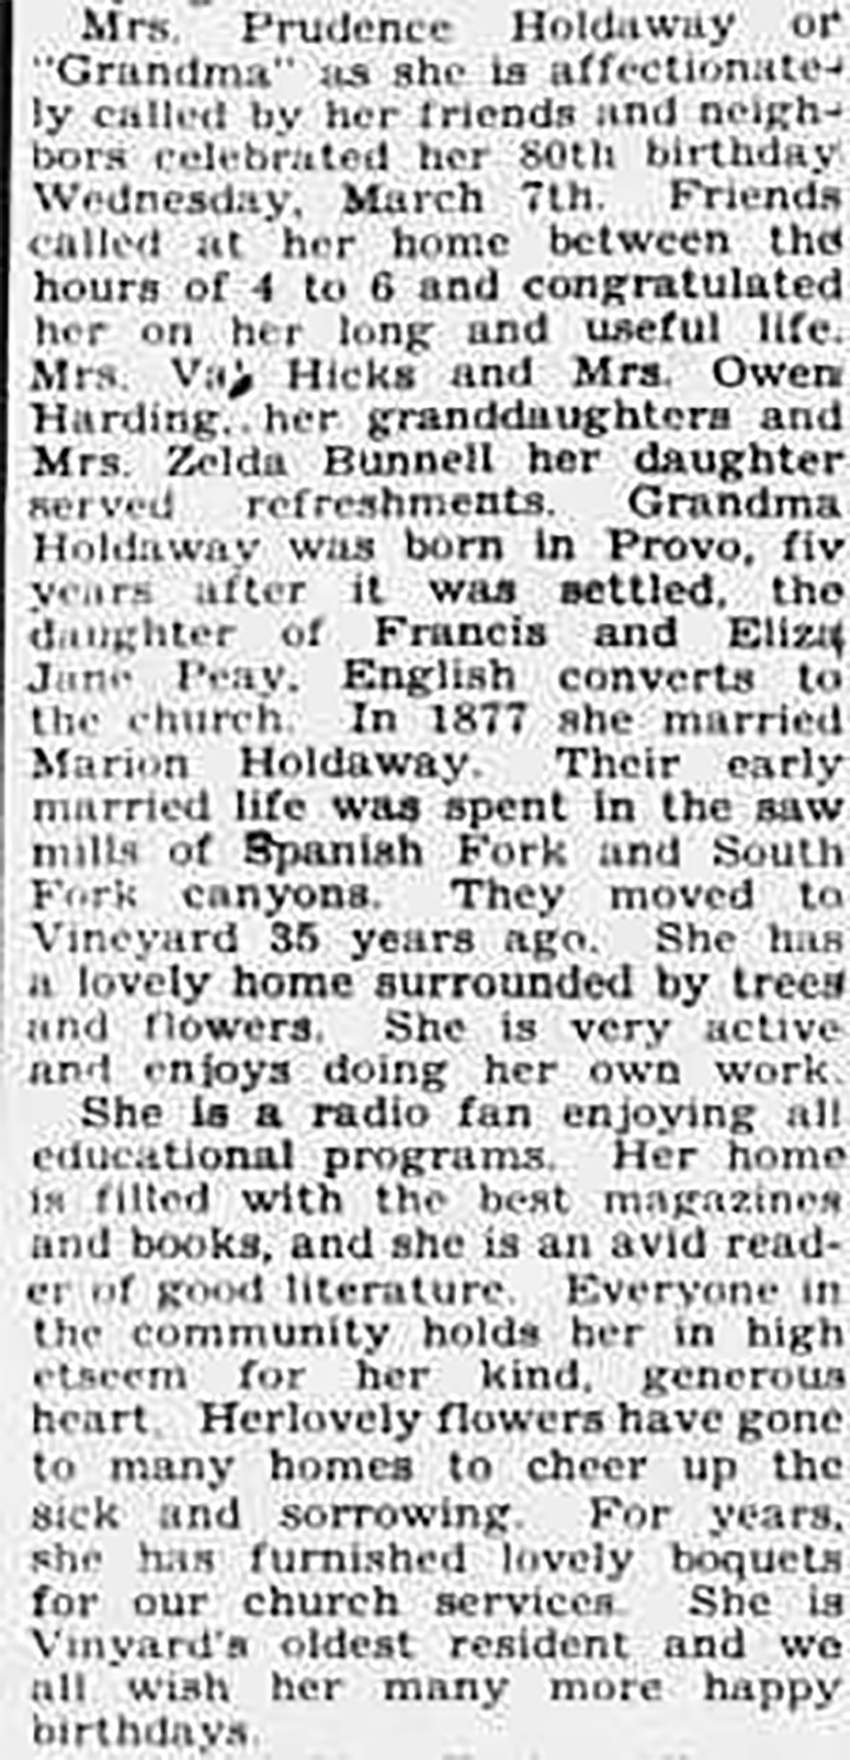 Mrs. Prudence Holdaway or
"Grandma" as she is affectionate-
ly called by her friends and neigh-
bors celebrated her 80th birthday
Wednesday, March 7th. Friends
called at her home between the
hours of 4 to 6 and congratulated
her on her long and useful life.
Mrs. Hicks and Mrs. Owen
Harding, her granddaughters and
Mrs. Zelda Bunnell her daughter
served refreshments. Grandma
Holdaway was born in Provo, fiv
years after it was settled, the
daughter of Francis and Eliza
Jane Peay, English converts to
the church. In 1877 she married
Marion Holdaway. Their early
married life was spent in the saw
mills of Spanish Fork and South
Fork canyons. They moved to
Vineyard 35 years ago. She has
a lovely home surrounded by trees
and flowers. She is very active
and enjoys doing her own work.
She is a radio fan enjoying all
educational programs. Her home
is filled with the best magazines
and books, and she is an avid read-
er of good literature. Everyone in
the community holds her in high
etseem for her kind, generous
heart. Herlovely flowers have gone
to many homes to cheer up the
sick and sorrowing. For years,
she has furnished lovely boquets
for our church services. She is
Vinyard's oldest resident and we
all wish her many more happy
birthdays.